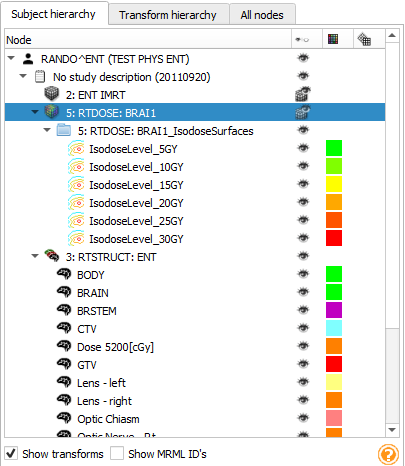 Subject hierarchy Transform hierarchy All nodes
Node
RANDO^ENT (TEST PHYS ENT)
No study description (20110920)
2: ENT IMRT
5: RTDOSE: BRAI1
5: RTDOSE: BRAI1_IsodoseSurfaces
IsodoseLevel_5GY
IsodoseLevel_10GY
IsodoseLevel_15GY
IsodoseLevel_20GY
IsodoseLevel_25GY
IsodoseLevel_30GY
3: RTSTRUCT: ENT
BODY
BRAIN
BRSTEM
CTV
Dose 5200[cGy]
GTV
Lens - left
Lens - right
Optic Chiasm
Optic Nerve - Rt
Show transforms Show MRML ID's
?